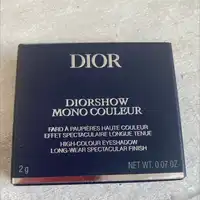 DIOR
DIORSHOW
MONO COULEUR
FARD À PAUPIÈRES HAUTE COULEUR
EFFET SPECTACULAIRE LONGUE TENUE
HIGH-COLOUR EYESHADOW
LONG-WEAR SPECTACULAR FINISH
2 g NET WT. 0.07 OZ.